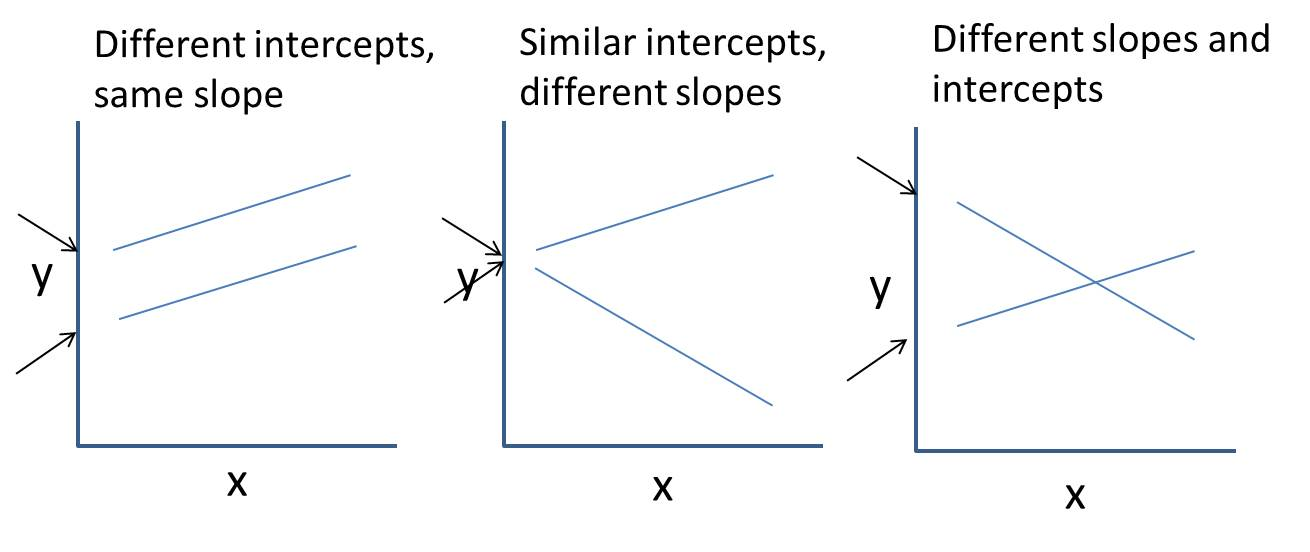 Different intercepts,
same slope
y
x
Similar intercepts,
different slopes
y
x
Different slopes and
intercepts
y
x